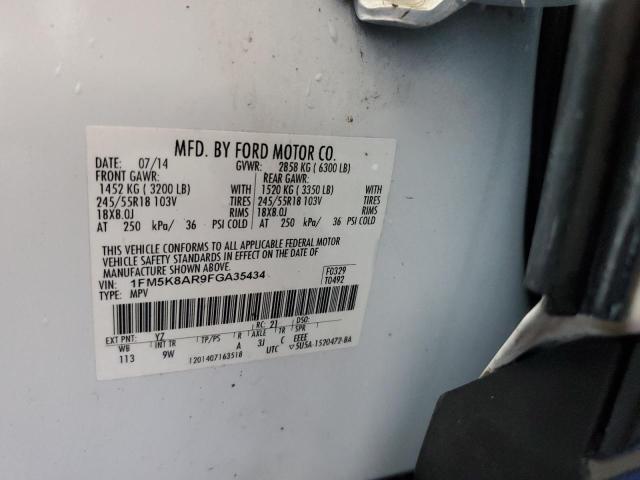 MFD. BY FORD MOTOR CO.
DATE: 07/14 GVWR: 2858 KG ( 6300 LB)
FRONT GAWR: REAR GAWR:
1452 KG ( 3200 LB) WITH 1520 KG ( 3350 LB) WITH
245/55R18 103V TIRES 245/55R18 103V TIRES
18X8.0J RIMS 18X8.0J RIMS
AT 250 kPa/ 36 PSI COLD AT 250 kPa/ 36 PSI COLD
THIS VEHICLE CONFORMS TO ALL APPLICABLE FEDERAL MOTOR
VEHICLE SAFETY AND THEFT PREVENTION STANDARDS IN EFFECT ON THE DATE OF
MANUFACTURE SHOWN ABOVE.
VIN: 1FM5K8AR9FGA35434 F0329
TYPE: MPV T0492
EXT PNT: YZ RC: 21 DSO:
WB INT TR TP/PS R AXLE TR SPR
113 9W A 3J C EEEE
1201407163518 UTC ▽5U5A-1520472-BA